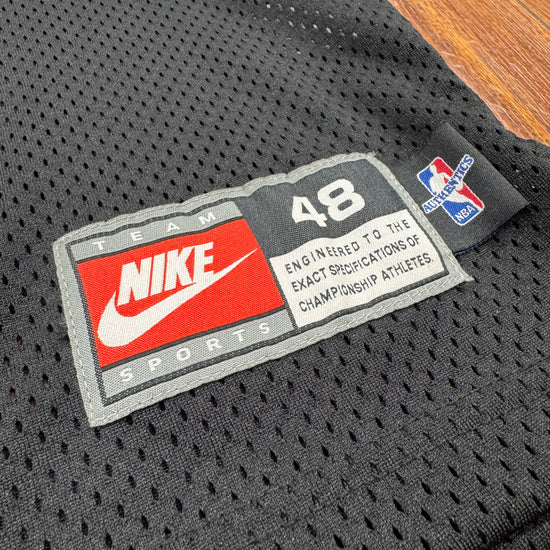 TEAM
NIKE
SPORTS
48
ENGINEERED TO THE
EXACT SPECIFICATIONS OF
CHAMPIONSHIP ATHLETES.
AUTHENTICS
NBA